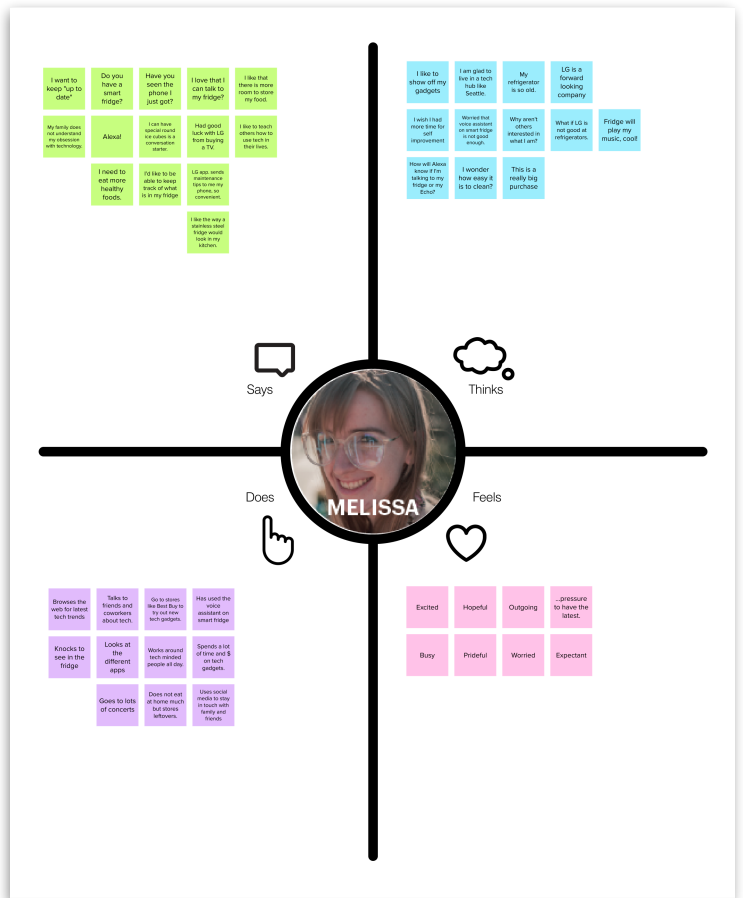 I want to
keep "up to
date"
Do you
have a
smart
fridge?
Have you
seen the
phone I
just got?
I love that I
can talk to
my fridge?
I like that
there is more
room to store
my food.
My family does
not understand
my obsession
with technology.
Alexa!
I can have
special round
ice cubes is a
conversation
starter.
Had good
luck with LG
from buying
a TV.
I like to teach
others how to
use tech in
their lives.
I need to
eat more
healthy
foods.
I'd like to be
able to keep
track of what
is in my fridge
LG app. sends
maintenance
tips to me my
phone, so
convenient.
I like the way a
stainless steel
fridge would
look in my
kitchen.
I like to
show off my
gadgets
I am glad to
live in a tech
hub like
Seattle.
My
refrigerator
is so old.
LG is a
forward
looking
company
I wish I had
more time for
self
improvement
Worried that
voice assistant
on smart fridge
is not good
enough.
Why aren't
others
interested in
what I am?
What if LG is
not good at
refrigerators.
Fridge will
play my
music, cool!
How will Alexa
know if I'm
talking to my
fridge or my
Echo?
I wonder
how easy it
is to clean?
This is a
really big
purchase
Says
Thinks
MELISSA
Does
Feels
Browses the
web for latest
tech trends
Talks to
friends and
coworkers
about tech.
Go to stores
like Best Buy to
try out new
tech gadgets.
Has used the
voice
assistant on
smart fridge
Knocks to
see in the
fridge
Looks at
the
different
apps
Works around
tech minded
people all day.
Spends a lot
of time and $
on tech
gadgets.
Goes to lots
of concerts
Does not eat
at home much
but stores
leftovers.
Uses social
media to stay
in touch with
family and
friends
Excited
Hopeful
Outgoing
...pressure
to have the
latest.
Busy
Prideful
Worried
Expectant